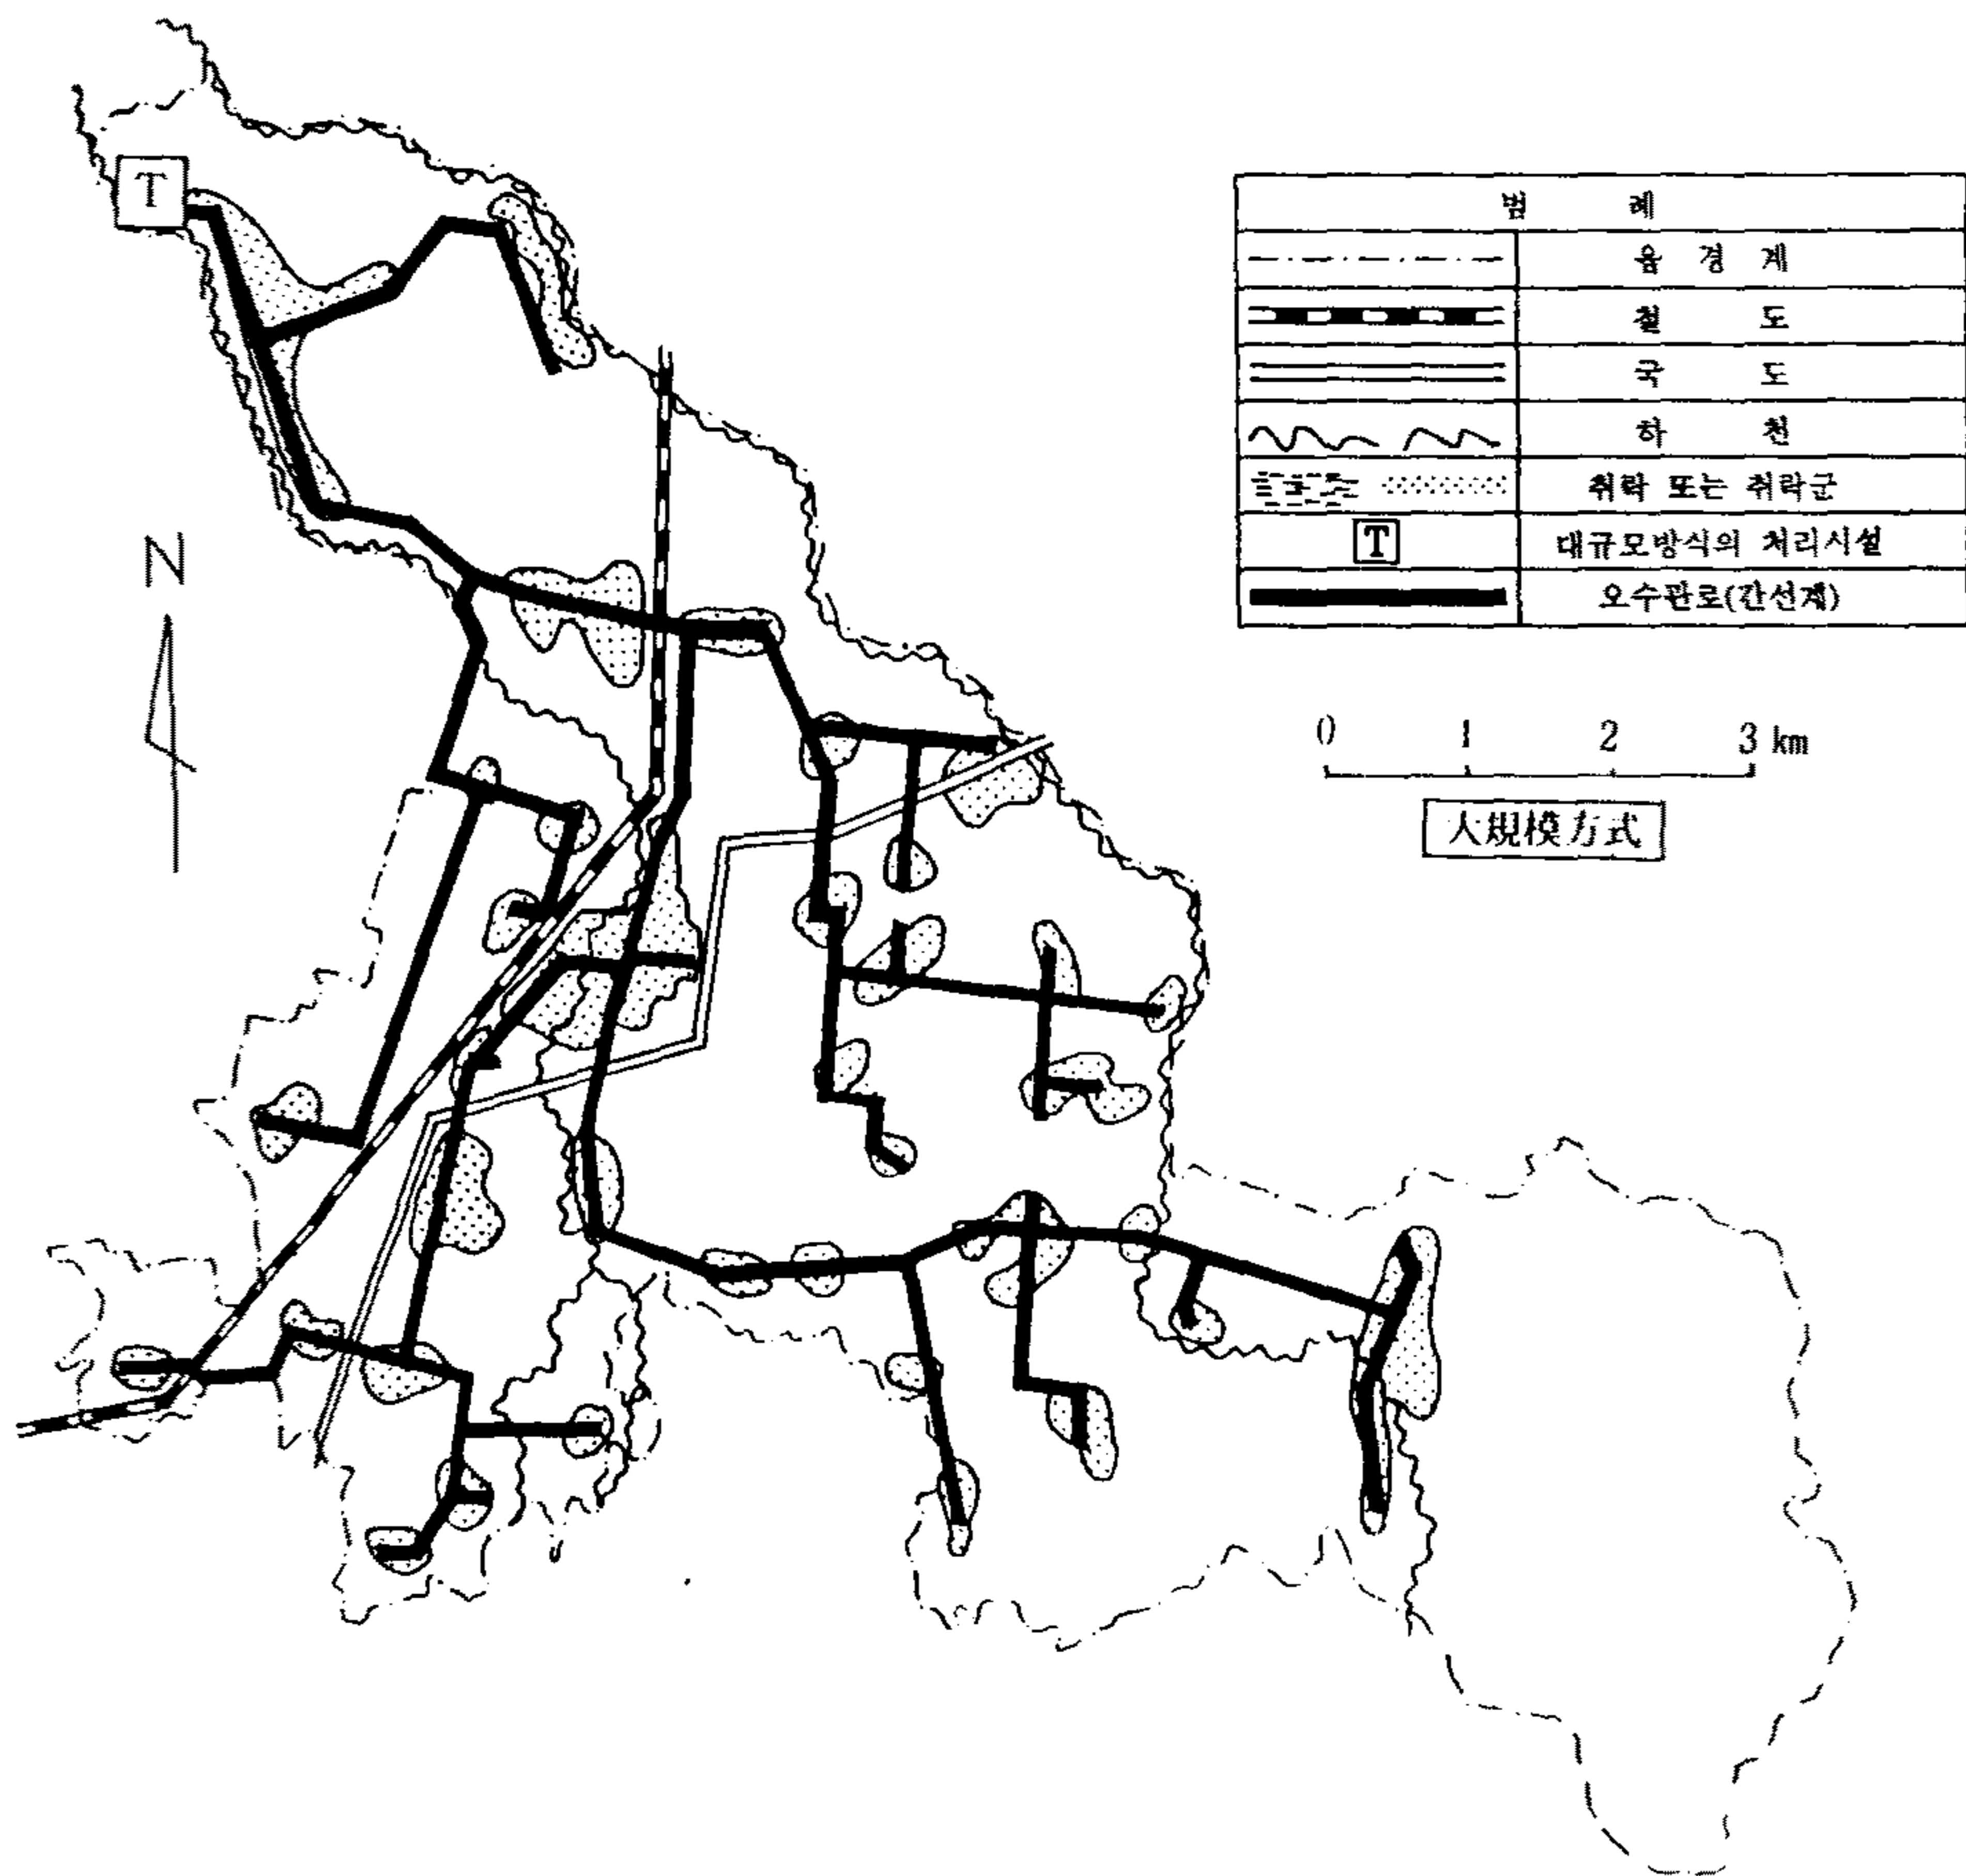 T
범 례
읍 경 계
철 도
국 도
하 천
취락 또는 취락군
T
대규모방식의 처리시설
오수관로(간선계)
N
0 1 2 3 km
大規模方式